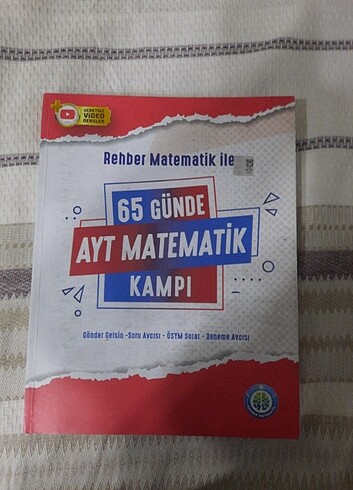 ÜCRETSİZ
VİDEO
DERSLER
Rehber Matematik ile
65 GÜNDE
AYT MATEMATİK
KAMPI
Gönder Gelsin - Soru Avcısı - ÖSYM Sorar - Deneme Avcısı